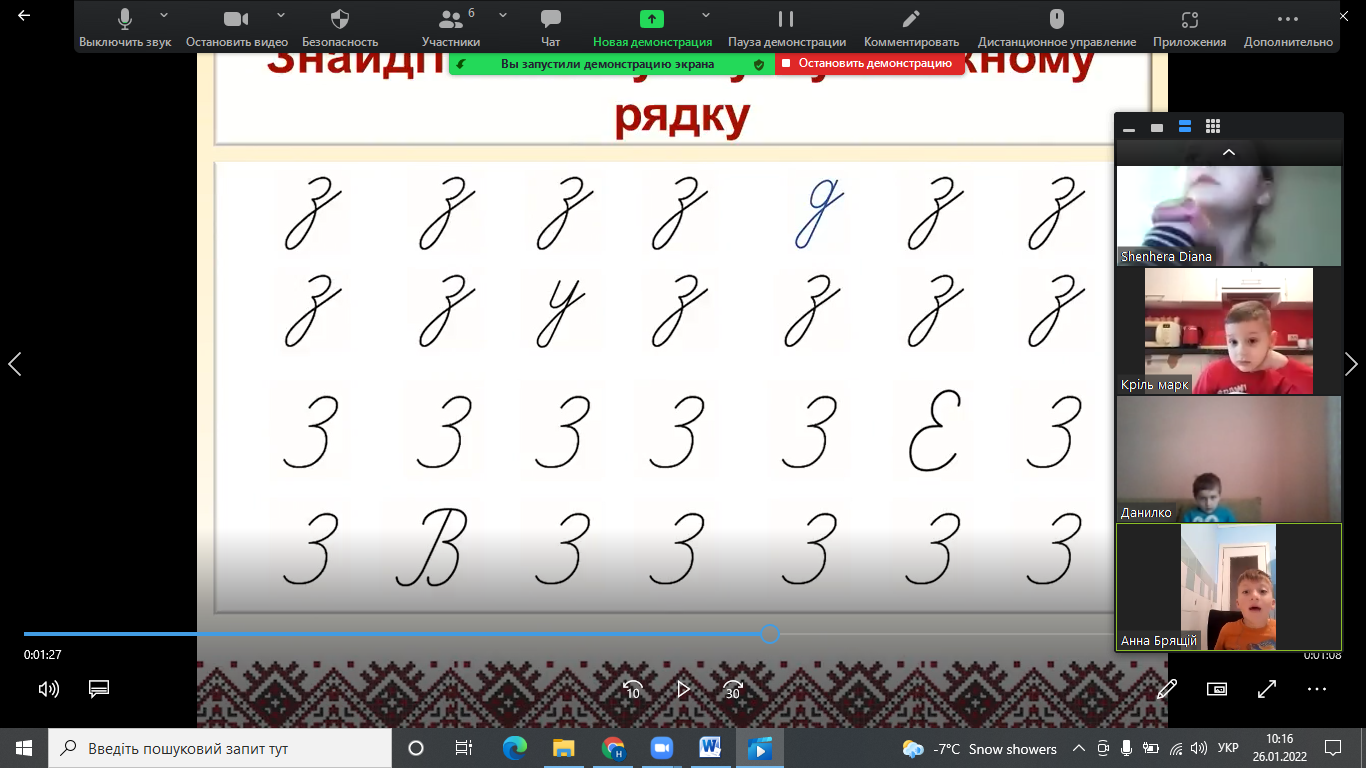 6
Выключить звук Остановить видео Безопасность Участники Чат Новая демонстрация Пауза демонстрации Комментировать Дистанционное управление Приложения Дополнительно
Вы запустили демонстрацию экрана Остановить демонстрацию
рядку
з з з з д з з
з з у з з з з
З З З З З Е З
З В З З З З З
Shenhera Diana
Кріль марк
Данилко
Анна Брящій
0:01:27 0:01:08
10 30
Введіть пошуковий запит тут
-7°C Snow showers
УКР
10:16
26.01.2022